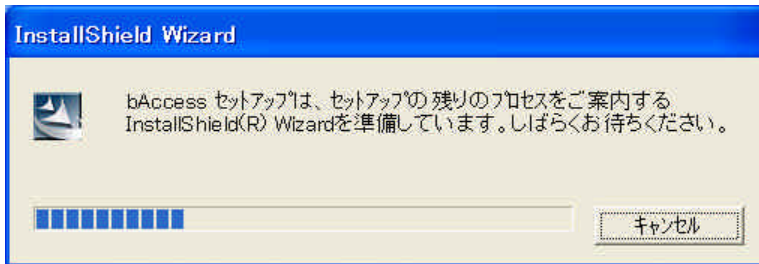 InstallShield Wizard
bAccess セットアップは、セットアップの残りのプロセスをご案内する
InstallShield(R) Wizardを準備しています。しばらくお待ちください。
キャンセル